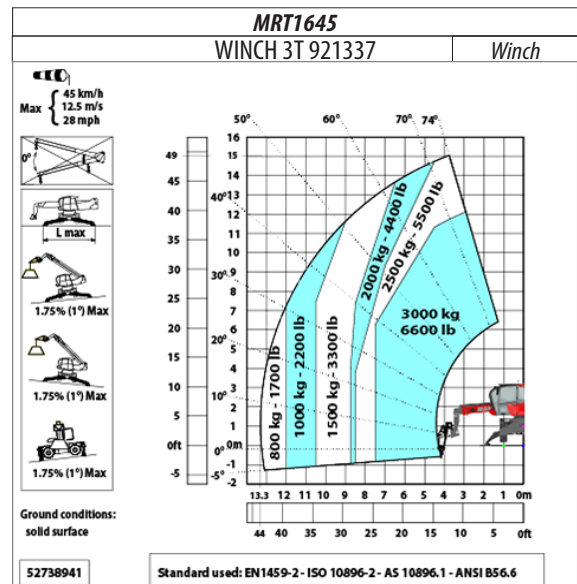 MRT1645
WINCH 3T 921337 Winch
Max { 45 km/h
12.5 m/s
28 mph
0°
L max
1.75% (1°) Max
1.75% (1°) Max
1.75% (1°) Max
Ground conditions:
solid surface
52738941
50° 60° 70° 74°
40°
30°
20°
10°
0°
-5°
49
45
40
35
30
25
20
15
10
5
0ft
-5
16
15
14
13
12
11
10
9
8
7
6
5
4
3
2
1
0m
-1
-2
800 kg - 1700 lb
1000 kg - 2200 lb
1500 kg - 3300 lb
2000 kg - 4400 lb
2500 kg - 5500 lb
3000 kg
6600 lb
13.3 12 11 10 9 8 7 6 5 4 3 2 1 0m
44 40 35 30 25 20 15 10 5 0ft
Standard used: EN1459-2 - ISO 10896-2 - AS 10896.1 - ANSI B56.6